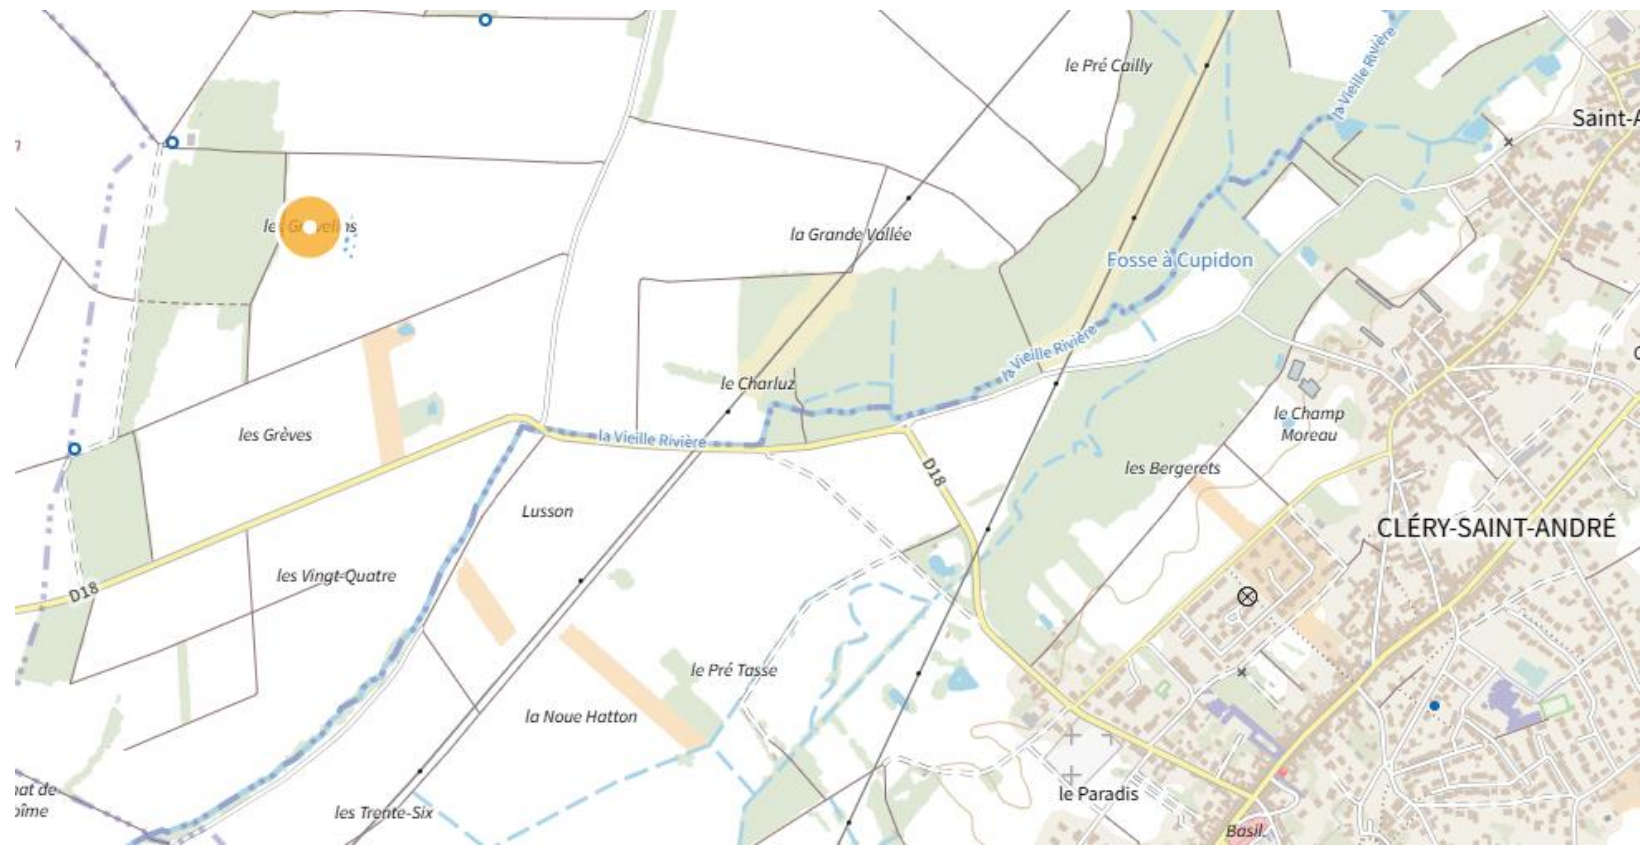 le Pré Cailly
la Vieille Rivière
Saint-A
la Grande Vallée
Fosse à Cupidon
la Vieille Rivière
le Charluz
le Champ
Moreau
les Grèves
la Vieille Rivière
D18
les Bergerets
Lusson
CLÉRY-SAINT-ANDRÉ
les Vingt-Quatre
D18
le Pré Tasse
la Noue Hatton
le Paradis
les Trente-Six
Basil.